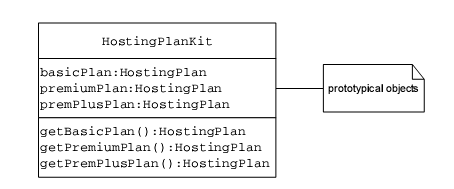 HostingPlanKit
basicPlan:HostingPlan
premiumPlan:HostingPlan
premPlusPlan:HostingPlan
prototypical objects
getBasicPlan():HostingPlan
getPremiumPlan():HostingPlan
getPremPlusPlan():HostingPlan